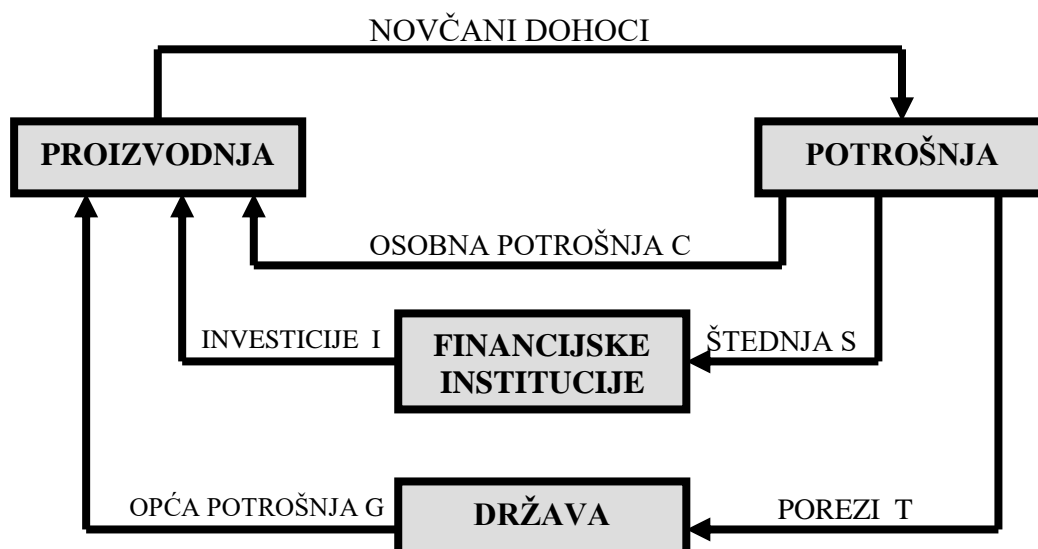 NOVČANI DOHOCI
PROIZVODNJA
POTROŠNJA
OSOBNA POTROŠNJA C
INVESTICIJE I
FINANCIJSKE
INSTITUCIJE
ŠTEDNJA S
OPĆA POTROŠNJA G
DRŽAVA
POREZI T